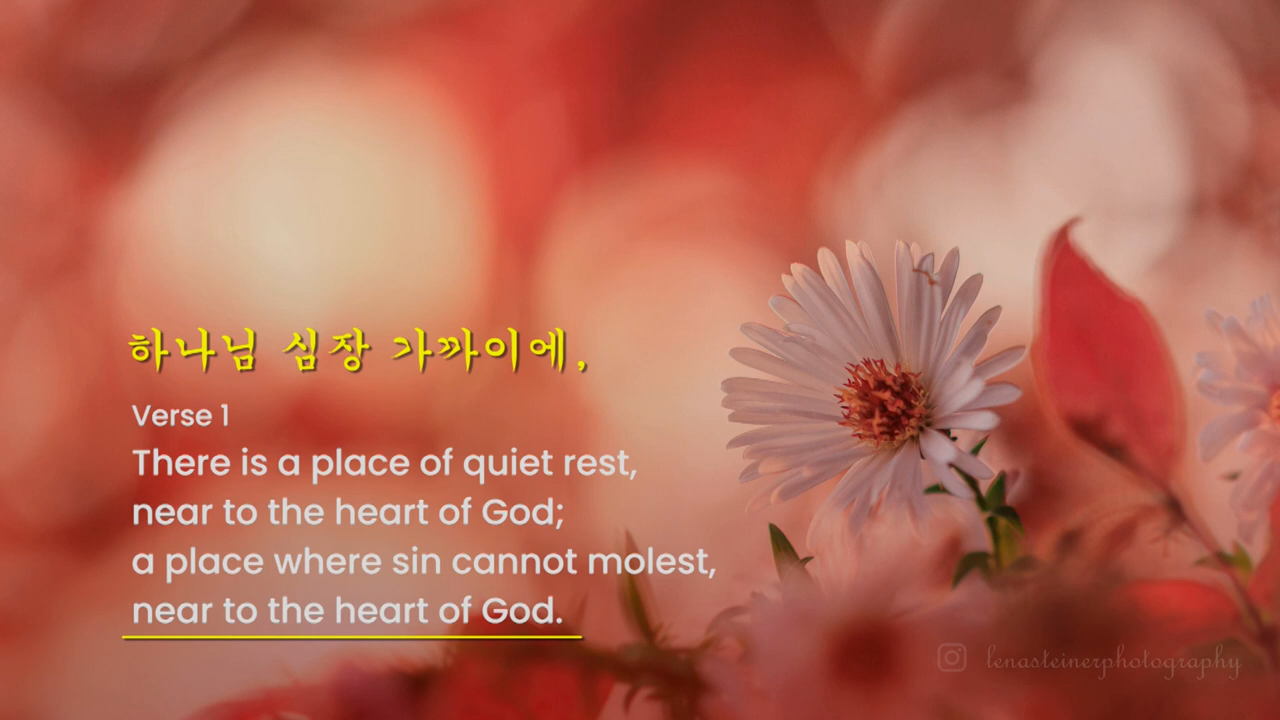 하나님 심장 가까이에,
Verse 1
There is a place of quiet rest,
near to the heart of God;
a place where sin cannot molest,
near to the heart of God.
lenasteinerphotography